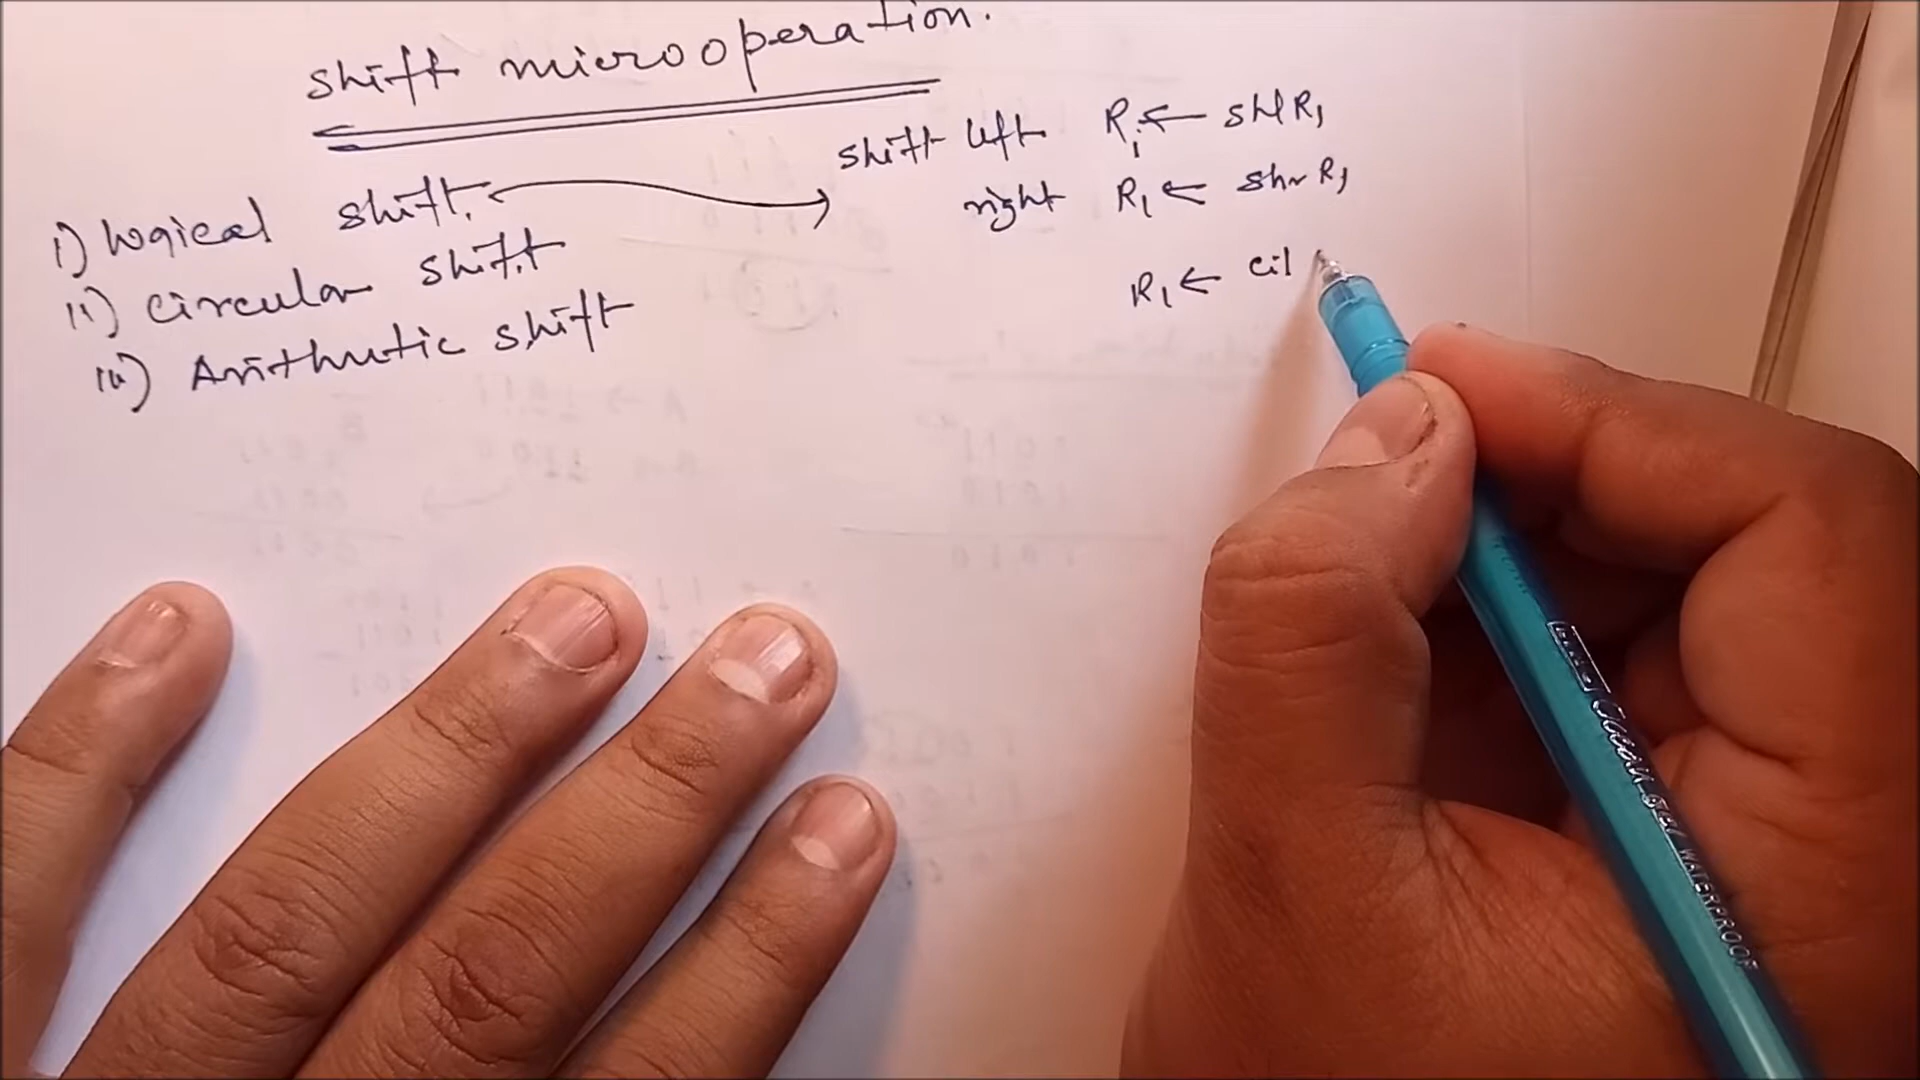 shift microoperation.
shift left R1 ← shl R1
right R1 ← shr R1
i) Logical shift.
ii) circular shift
iii) Arithmetic shift
R1 ← cil
WATERPROOF